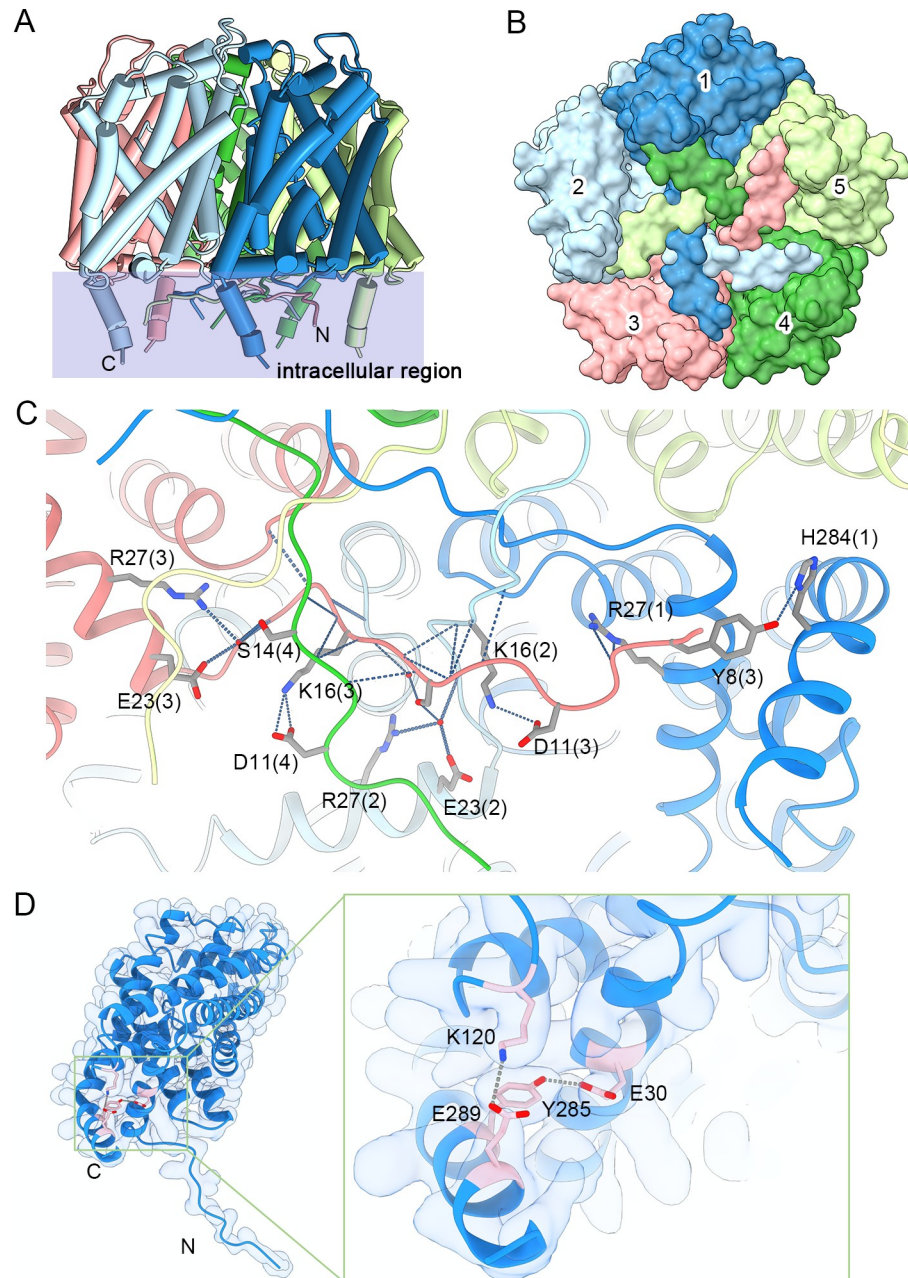 A
B
1
2
5
3
4
N
C
intracellular region
C
H284(1)
R27(3)
R27(1)
S14(4)
K16(2)
E23(3)
K16(3)
Y8(3)
D11(4)
D11(3)
R27(2)
E23(2)
D
K120
E289
Y285
E30
C
N